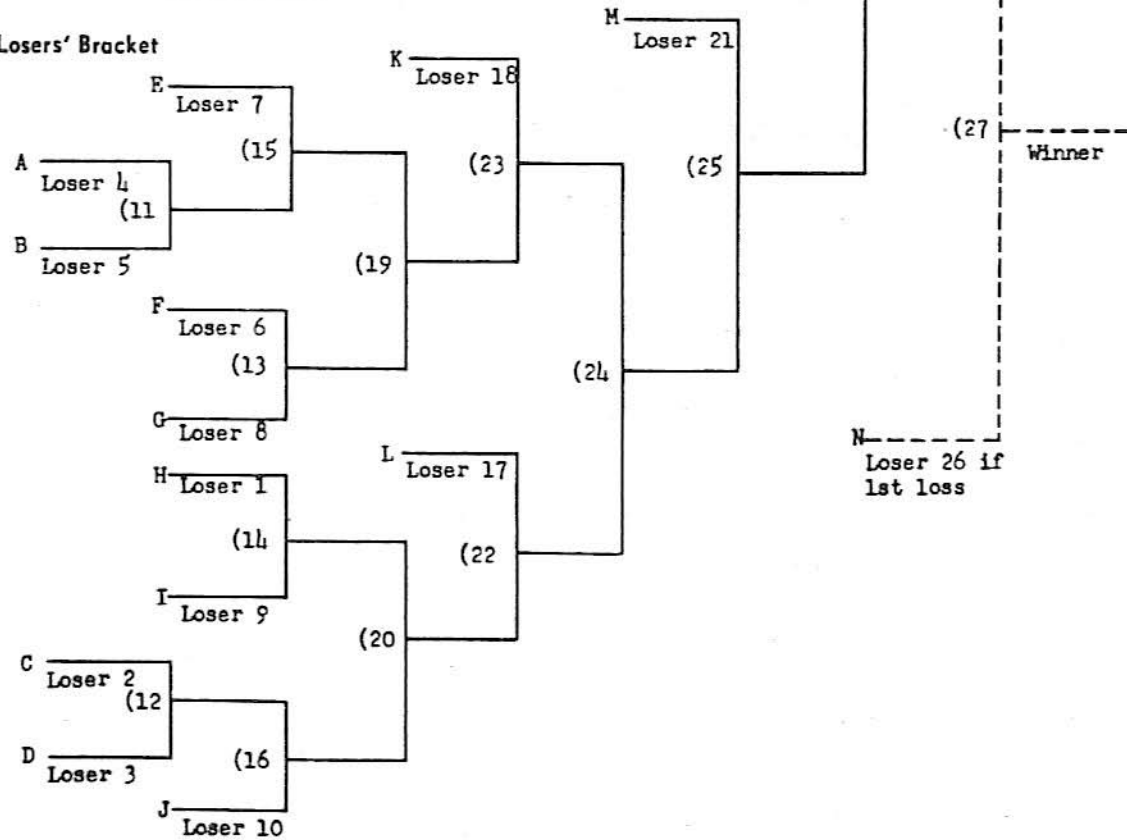 M
Loser 21
Losers' Bracket
K
Loser 18
E
Loser 7
(15
(23
(25
(27
Winner
A
Loser 4
(11
B
Loser 5
(19
F
Loser 6
(13
(24
G
Loser 8
L
Loser 17
N
Loser 26 if
1st loss
H
Loser 1
(14
(22
I
Loser 9
(20
C
Loser 2
(12
D
Loser 3
(16
J
Loser 10